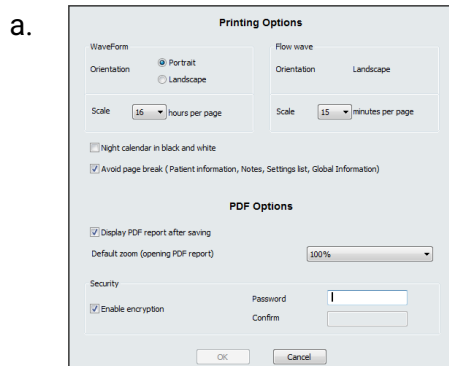 a.
Printing Options
WaveForm
Orientation
Portrait
Landscape
Scale 16 hours per page
Flow wave
Orientation Landscape
Scale 15 minutes per page
Night calendar in black and white
Avoid page break ( Patient information, Notes, Settings list, Global Information)
PDF Options
Display PDF report after saving
Default zoom (opening PDF report) 100%
Security
Enable encryption
Password
Confirm
OK Cancel